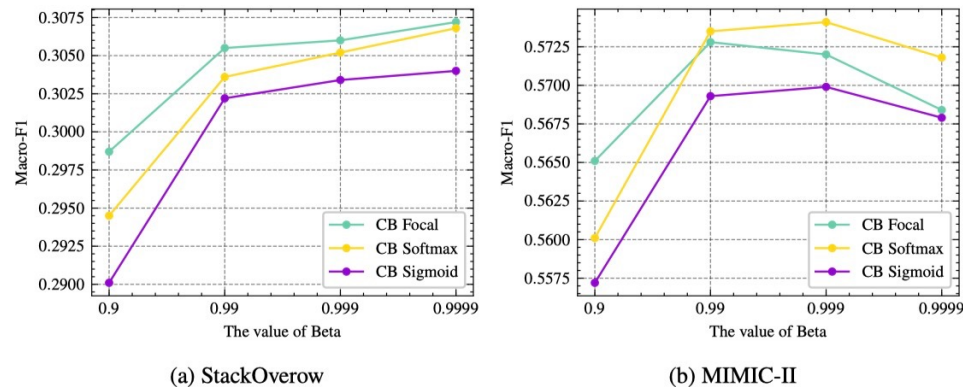 0.3075
0.3050
0.3025
0.3000
0.2975
0.2950
0.2925
0.2900
Macro-F1
CB Focal
CB Softmax
CB Sigmoid
0.9 0.99 0.999 0.9999
The value of Beta
(a) StackOverow
0.5725
0.5700
0.5675
0.5650
0.5625
0.5600
0.5575
Macro-F1
CB Focal
CB Softmax
CB Sigmoid
0.9 0.99 0.999 0.9999
The value of Beta
(b) MIMIC-II